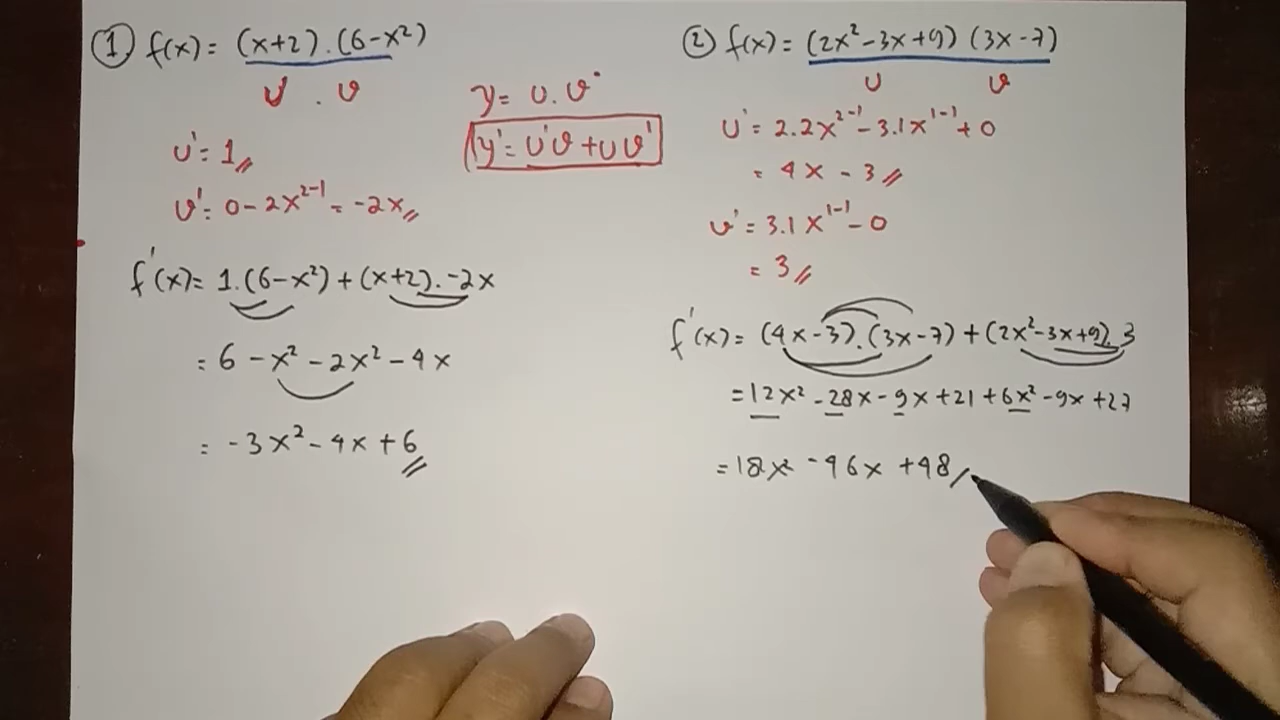 ① f(x) = (x+2) . (6-x²)
U . V
U' = 1
V' = 0 - 2x²⁻¹ = -2x
f'(x) = 1.(6-x²) + (x+2).-2x
= 6 - x² - 2x² - 4x
= -3x² - 4x + 6
y = U.V
y' = U'V + UV'
② f(x) = (2x² - 3x + 9) (3x - 7)
U V
U' = 2.2x²⁻¹ - 3.1x¹⁻¹ + 0
= 4x - 3
V' = 3.1x¹⁻¹ - 0
= 3
f'(x) = (4x-3).(3x-7) + (2x²-3x+9).3
= 12x² - 28x - 9x + 21 + 6x² - 9x + 27
= 18x² - 46x + 48